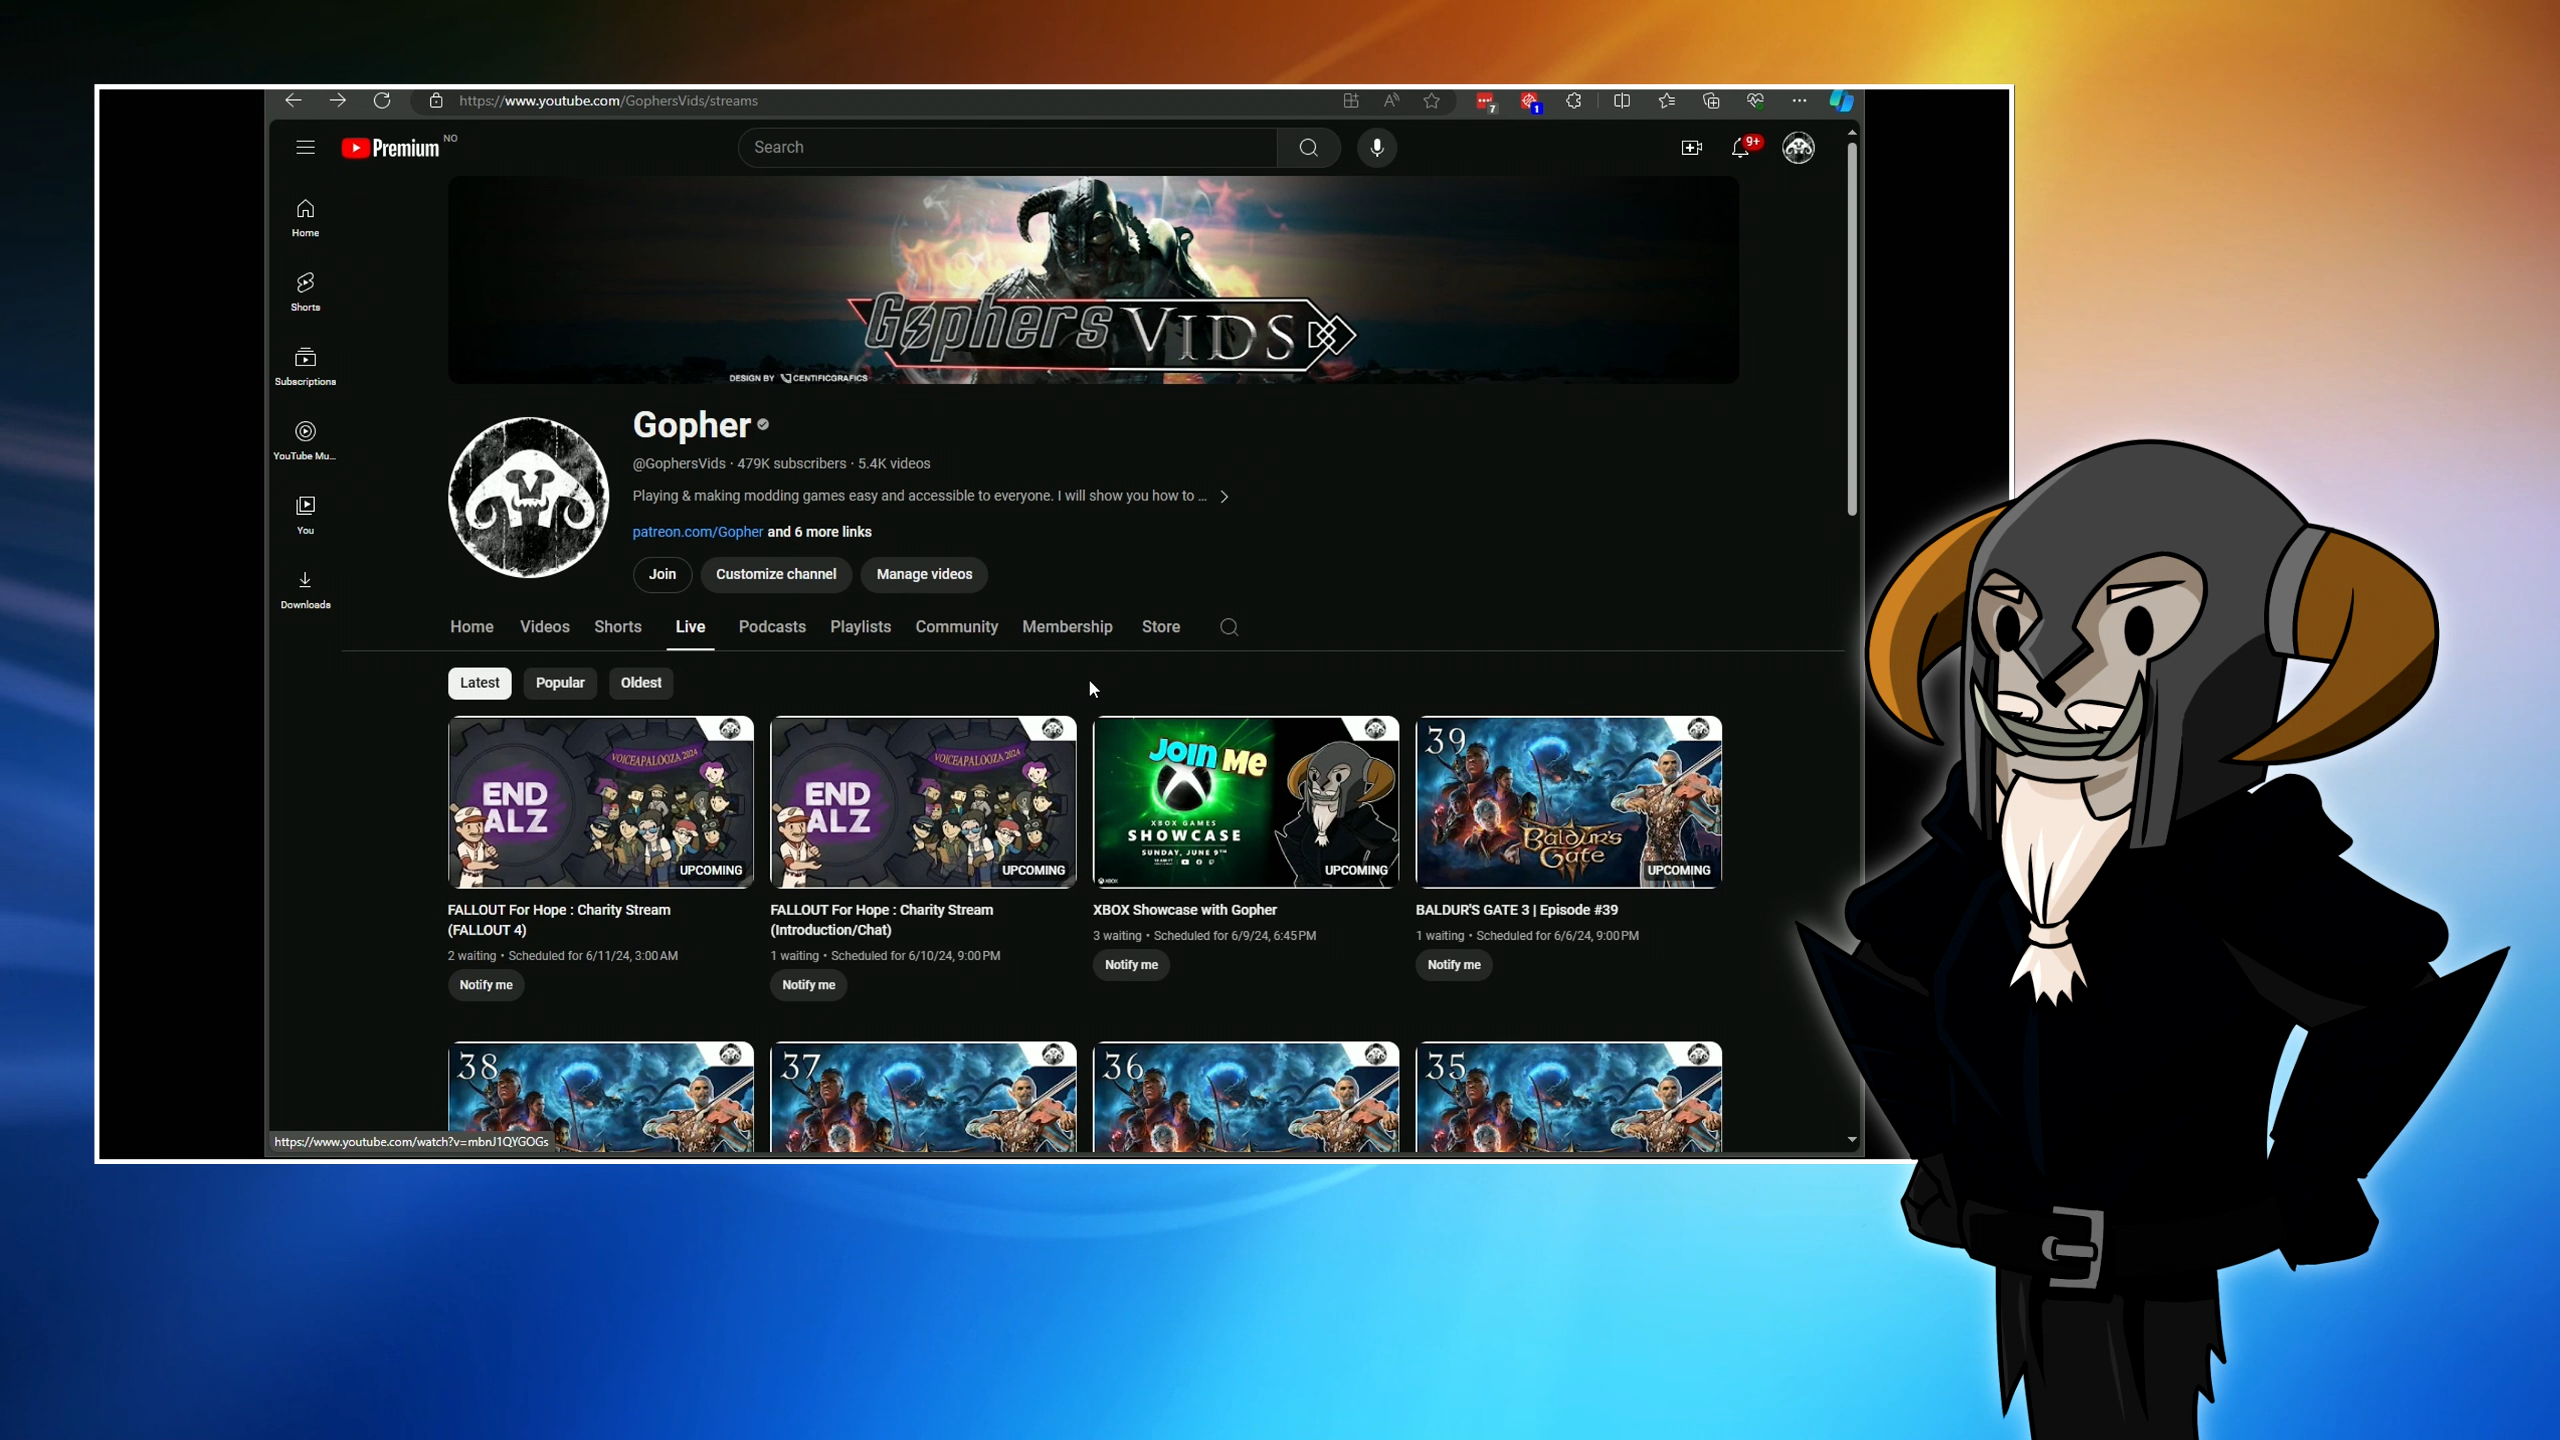 https://www.youtube.com/GophersVids/streams
7
1
Premium NO
Search
9+
Home
Shorts
Subscriptions
YouTube Mu...
You
Downloads
Gophers VIDS
DESIGN BY CENTIFICGRAFICS
Gopher
@GophersVids · 479K subscribers · 5.4K videos
Playing & making modding games easy and accessible to everyone. I will show you how to ...
patreon.com/Gopher and 6 more links
Join Customize channel Manage videos
Home Videos Shorts Live Podcasts Playlists Community Membership Store
Latest Popular Oldest
VOICEAPALOOZA 2024
END
ALZ
UPCOMING
VOICEAPALOOZA 2024
END
ALZ
UPCOMING
Join Me
XBOX GAMES
SHOWCASE
SUNDAY, JUNE 9TH
XBOX
UPCOMING
39
BALDUR'S
GATE
UPCOMING
FALLOUT For Hope : Charity Stream
(FALLOUT 4)
2 waiting • Scheduled for 6/11/24, 3:00 AM
Notify me
FALLOUT For Hope : Charity Stream
(Introduction/Chat)
1 waiting • Scheduled for 6/10/24, 9:00 PM
Notify me
XBOX Showcase with Gopher
3 waiting • Scheduled for 6/9/24, 6:45 PM
Notify me
BALDUR'S GATE 3 | Episode #39
1 waiting • Scheduled for 6/6/24, 9:00 PM
Notify me
38
37
36
35
https://www.youtube.com/watch?v=mbnJ1QYGOGs